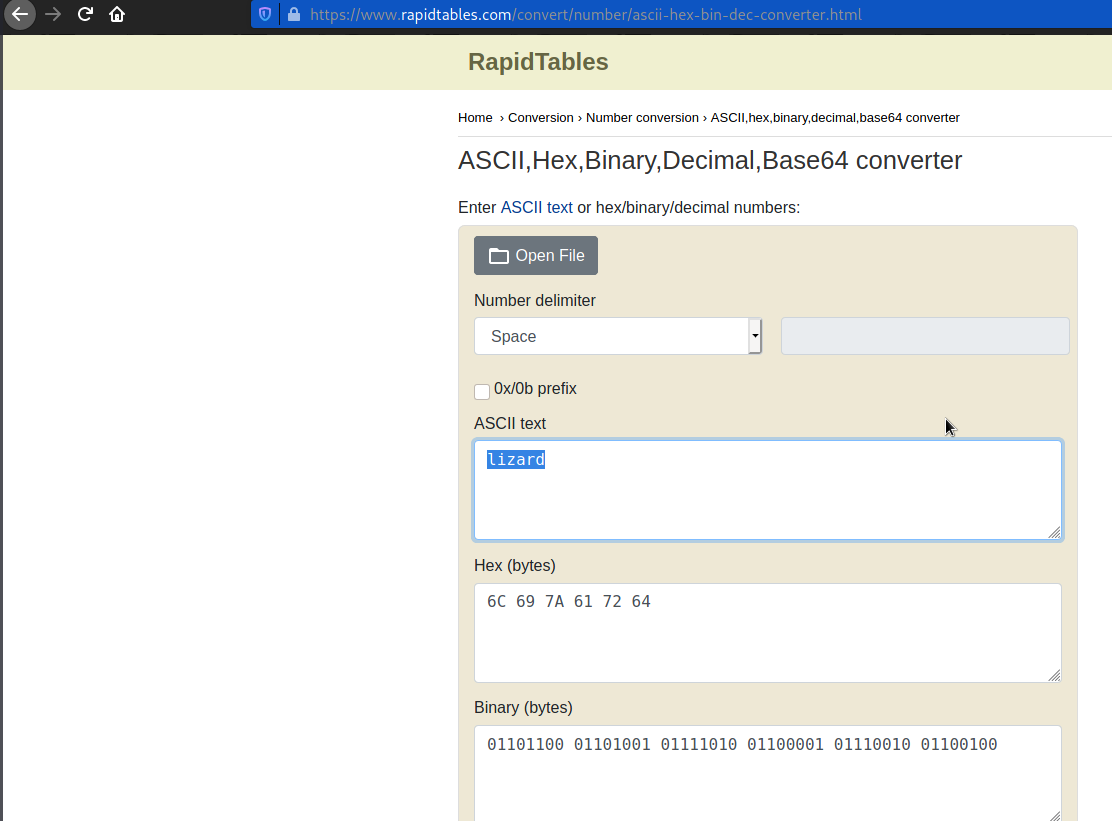 https://www.rapidtables.com/convert/number/ascii-hex-bin-dec-converter.html
RapidTables
Home › Conversion › Number conversion › ASCII,hex,binary,decimal,base64 converter
ASCII,Hex,Binary,Decimal,Base64 converter
Enter ASCII text or hex/binary/decimal numbers:
Open File
Number delimiter
Space
0x/0b prefix
ASCII text
lizard
Hex (bytes)
6C 69 7A 61 72 64
Binary (bytes)
01101100 01101001 01111010 01100001 01110010 01100100